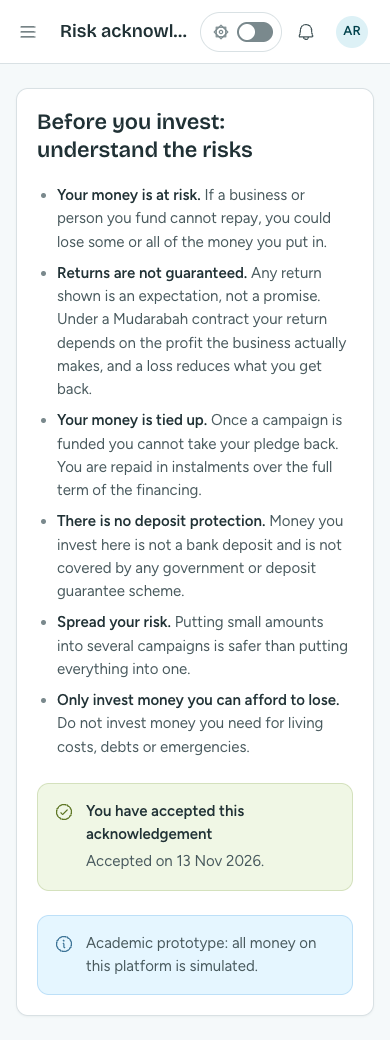 Risk acknowl...
AR
Before you invest:
understand the risks
Your money is at risk. If a business or
person you fund cannot repay, you could
lose some or all of the money you put in.
Returns are not guaranteed. Any return
shown is an expectation, not a promise.
Under a Mudarabah contract your return
depends on the profit the business actually
makes, and a loss reduces what you get
back.
Your money is tied up. Once a campaign is
funded you cannot take your pledge back.
You are repaid in instalments over the full
term of the financing.
There is no deposit protection. Money you
invest here is not a bank deposit and is not
covered by any government or deposit
guarantee scheme.
Spread your risk. Putting small amounts
into several campaigns is safer than putting
everything into one.
Only invest money you can afford to lose.
Do not invest money you need for living
costs, debts or emergencies.
You have accepted this
acknowledgement
Accepted on 13 Nov 2026.
Academic prototype: all money on
this platform is simulated.